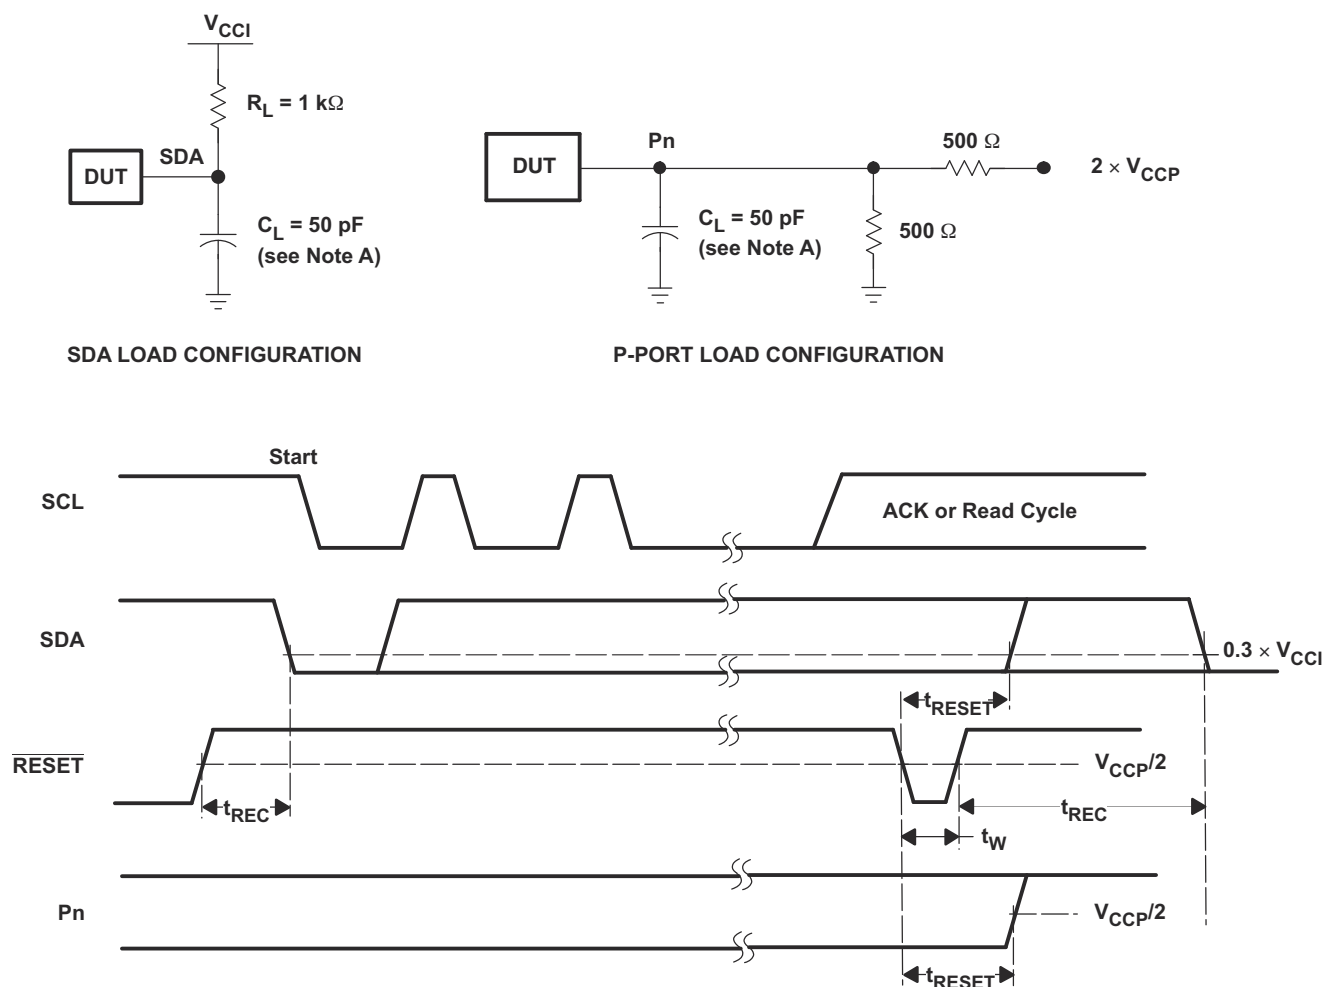 VCCI
RL = 1 kΩ
SDA
DUT
CL = 50 pF
(see Note A)
SDA LOAD CONFIGURATION
DUT
Pn
500 Ω
2 × VCCP
500 Ω
CL = 50 pF
(see Note A)
P-PORT LOAD CONFIGURATION
Start
SCL
ACK or Read Cycle
SDA
0.3 × VCCI
tRESET
RESET
VCCP/2
tREC
tREC
tW
Pn
VCCP/2
tRESET